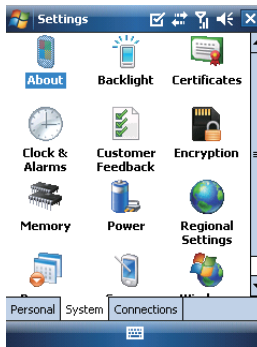 Settings
About Backlight Certificates
Clock & Customer Encryption
Alarms Feedback
Memory Power Regional
Settings
Personal System Connections